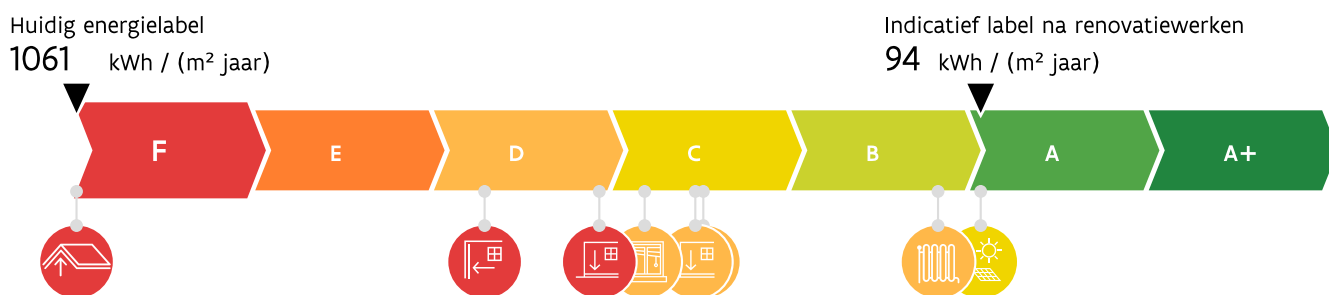 Huidig energielabel
1061 kWh / (m² jaar)
Indicatief label na renovatiewerken
94 kWh / (m² jaar)
F E D C B A A+